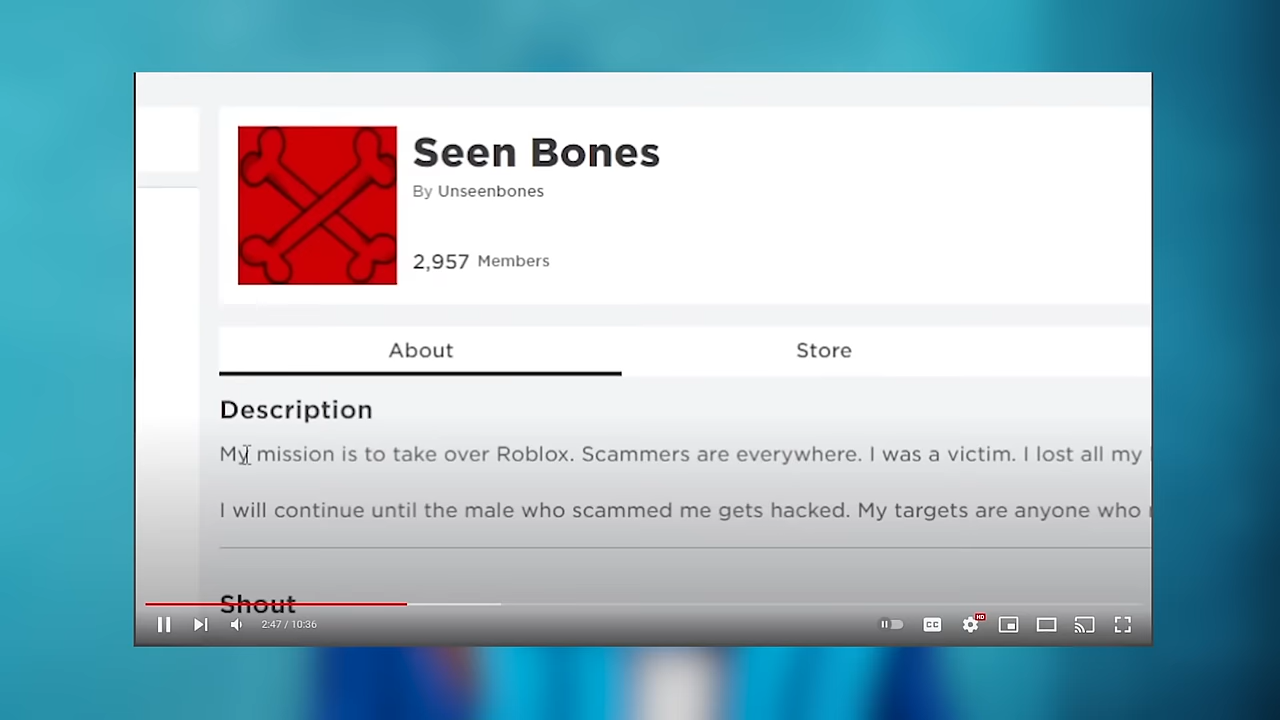 Seen Bones
By Unseenbones
2,957 Members
About Store
Description
My mission is to take over Roblox. Scammers are everywhere. I was a victim. I lost all my
I will continue until the male who scammed me gets hacked. My targets are anyone who
Shout
2:47 / 10:36 CC HD